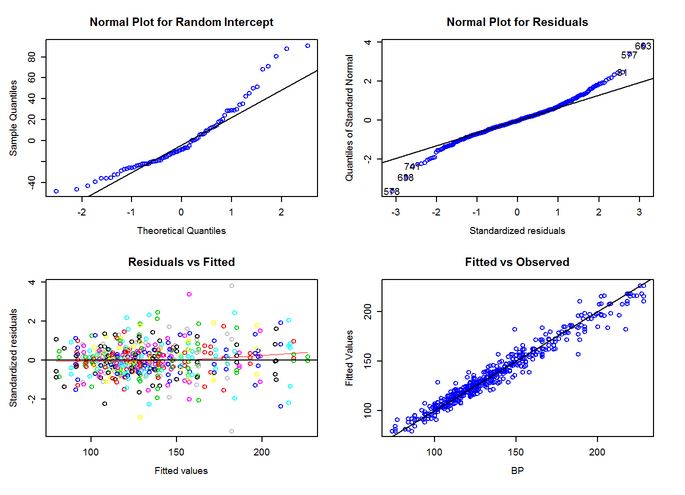 Normal Plot for Random Intercept
Sample Quantiles
80
60
40
20
0
-40
-2 -1 0 1 2
Theoretical Quantiles
Normal Plot for Residuals
Quantiles of Standard Normal
4
2
0
2
603
577
81
741
578
-3 -2 -1 0 1 2 3
Standardized residuals
Residuals vs Fitted
Standardized residuals
4
2
0
-2
100 150 200
Fitted values
Fitted vs Observed
Fitted Values
200
150
100
100 150 200
BP